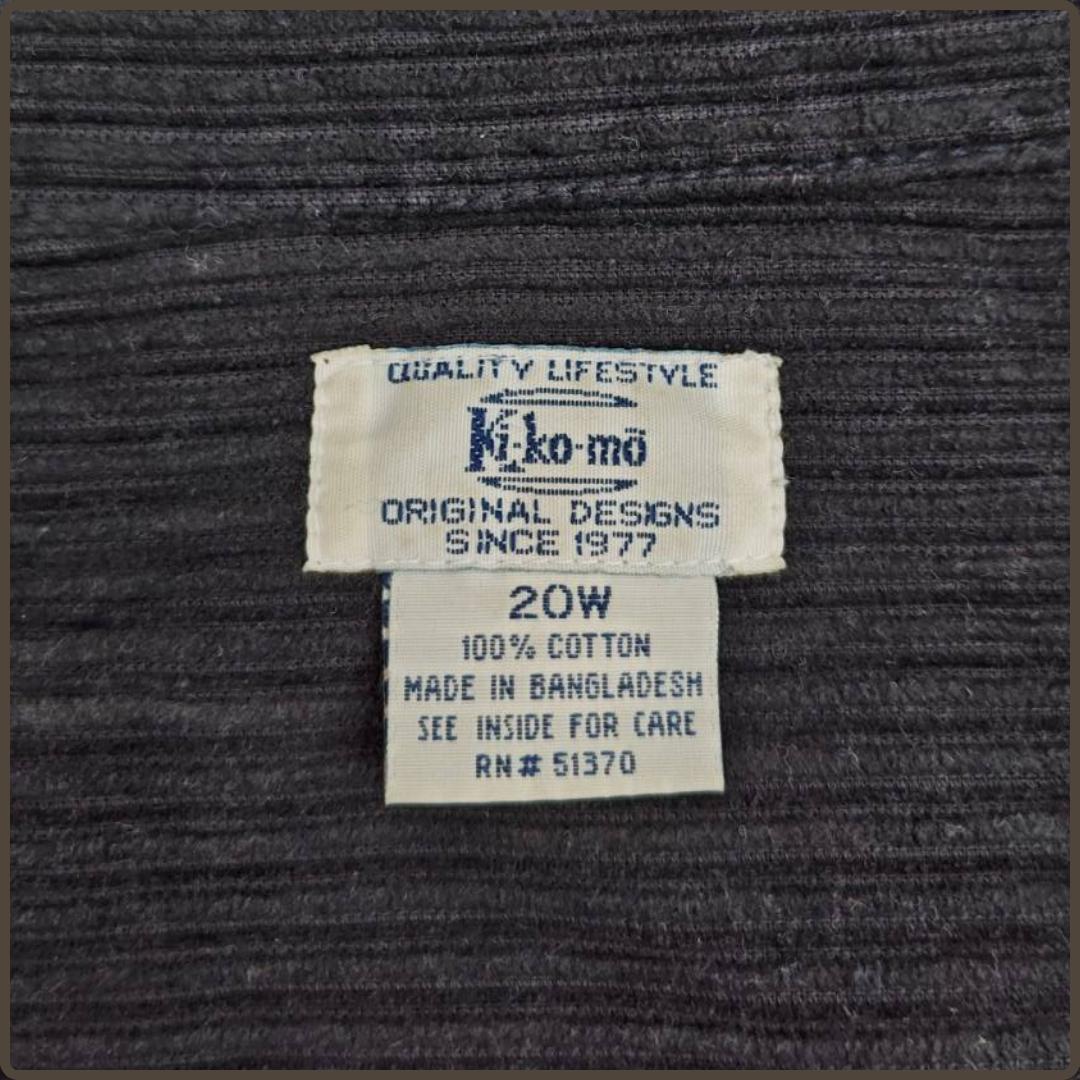 QUALITY LIFESTYLE
Ki-ko-mō
ORIGINAL DESIGNS
SINCE 1977
20W
100% COTTON
MADE IN BANGLADESH
SEE INSIDE FOR CARE
RN# 51370